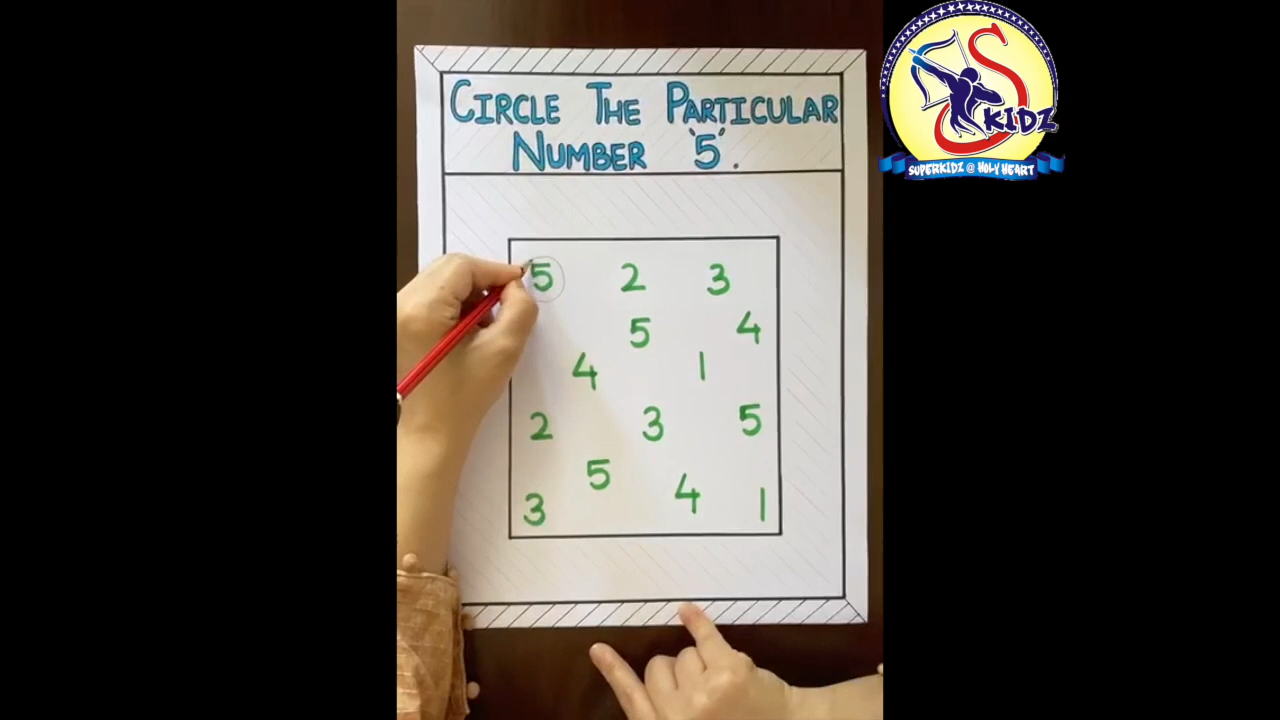 CIRCLE THE PARTICULAR
NUMBER '5'.
5 2 3
5 4
4 1
2 3 5
5 4
3 1
S KIDZ
SUPERKIDZ @ HOLY HEART